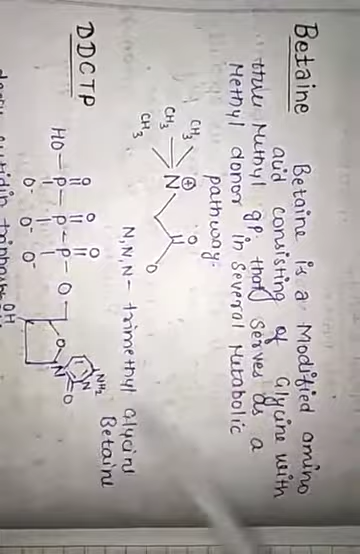 Betaine
Betaine is a Modified amino
acid consisting of Glycine with
three Methyl gp. that serves as a
Methyl donor in several Metabolic
pathway.
CH3
CH3
CH3
N
⊕
O
O
N,N,N - trimethyl Glycine
Betaine
DDCTP
HO-P-P-P-O
O O O
O- O- O-
O
NH2
N
N
O
OH